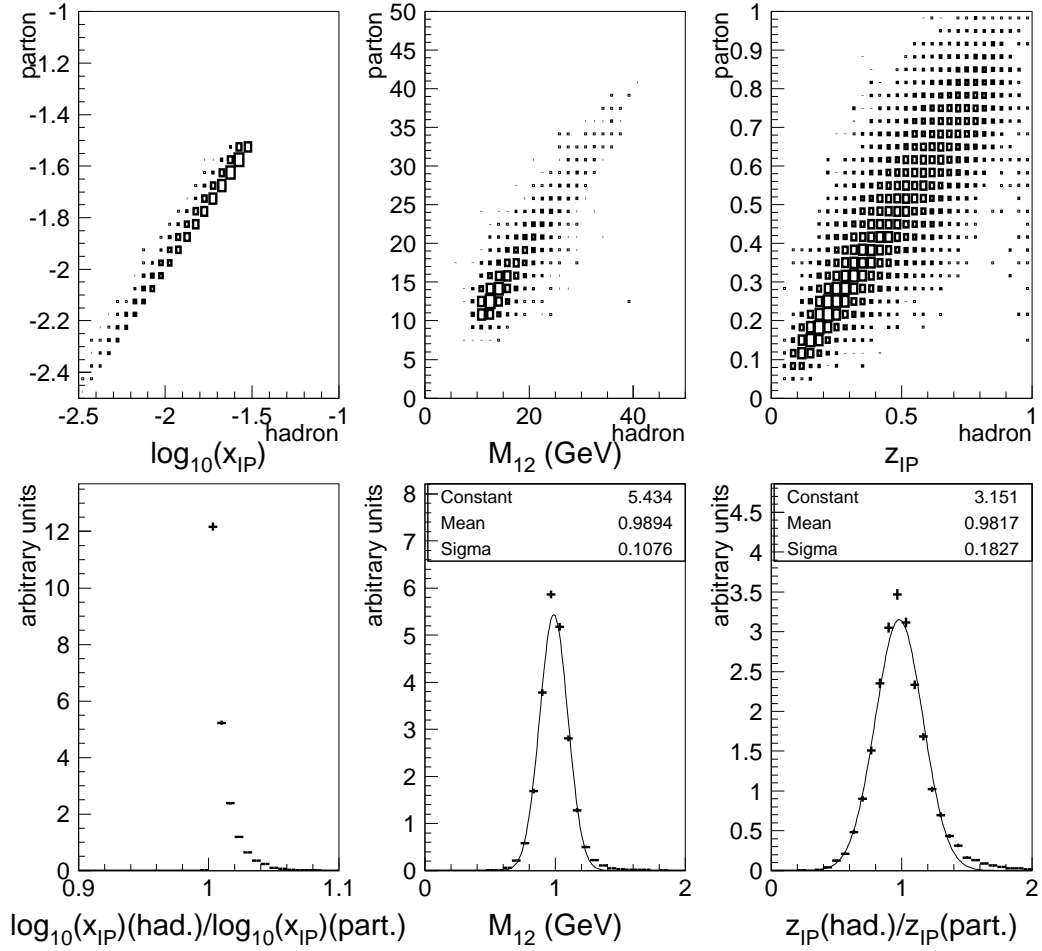 parton
-1
-1.2
-1.4
-1.6
-1.8
-2
-2.2
-2.4
-2.5 -2 -1.5 -1
hadron
log10(xIP)
parton
50
45
40
35
30
25
20
15
10
5
0
0 20 40
hadron
M12 (GeV)
parton
1
0.9
0.8
0.7
0.6
0.5
0.4
0.3
0.2
0.1
0
0 0.5 1
hadron
zIP
arbitrary units
12
10
8
6
4
2
0
0.9 1 1.1
log10(xIP)(had.)/log10(xIP)(part.)
arbitrary units
8
7
6
5
4
3
2
1
0
Constant 5.434
Mean 0.9894
Sigma 0.1076
0 1 2
M12 (GeV)
arbitrary units
4.5
4
3.5
3
2.5
2
1.5
1
0.5
0
Constant 3.151
Mean 0.9817
Sigma 0.1827
0 1 2
zIP(had.)/zIP(part.)